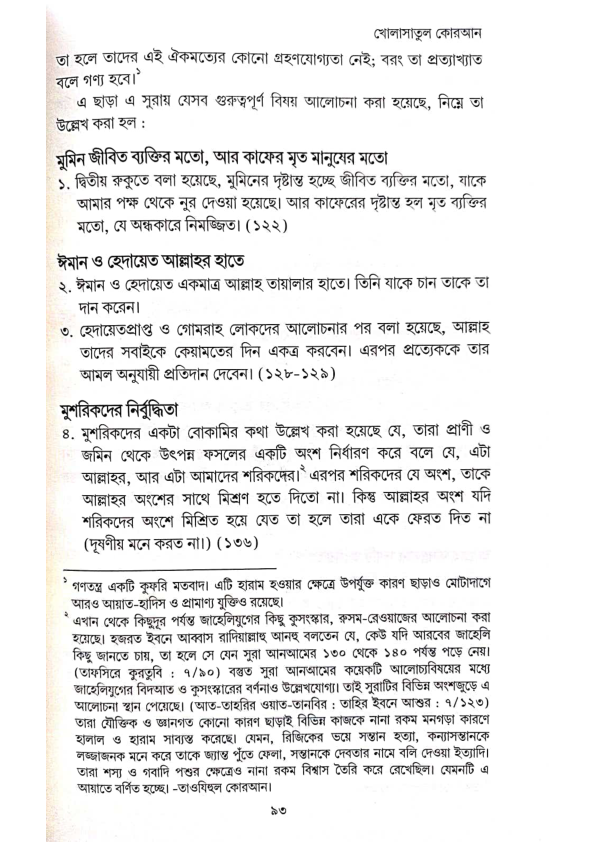 খোলাসাতুল কোরআন
তা হলে তাদের এই ঐকমত্যের কোনো গ্রহণযোগ্যতা নেই; বরং তা প্রত্যাখ্যাত
বলে গণ্য হবে।১
এ ছাড়া এ সুরায় যেসব গুরুত্বপূর্ণ বিষয় আলোচনা করা হয়েছে, নিম্নে তা
উল্লেখ করা হল :
মুমিন জীবিত ব্যক্তির মতো, আর কাফের মৃত মানুষের মতো
১. দ্বিতীয় রুকুতে বলা হয়েছে, মুমিনের দৃষ্টান্ত হচ্ছে জীবিত ব্যক্তির মতো, যাকে
আমার পক্ষ থেকে নুর দেওয়া হয়েছে। আর কাফেরের দৃষ্টান্ত হল মৃত ব্যক্তির
মতো, যে অন্ধকারে নিমজ্জিত। (১২২)
ঈমান ও হেদায়েত আল্লাহর হাতে
২. ঈমান ও হেদায়েত একমাত্র আল্লাহ তায়ালার হাতে। তিনি যাকে চান তাকে তা
দান করেন।
৩. হেদায়েতপ্রাপ্ত ও গোমরাহ লোকদের আলোচনার পর বলা হয়েছে, আল্লাহ
তাদের সবাইকে কেয়ামতের দিন একত্র করবেন। এরপর প্রত্যেককে তার
আমল অনুযায়ী প্রতিদান দেবেন। (১২৮-১২৯)
মুশরিকদের নির্বুদ্ধিতা
৪. মুশরিকদের একটা বোকামির কথা উল্লেখ করা হয়েছে যে, তারা প্রাণী ও
জমিন থেকে উৎপন্ন ফসলের একটি অংশ নির্ধারণ করে বলে যে, এটা
আল্লাহর, আর এটা আমাদের শরিকদের।২ এরপর শরিকদের যে অংশ, তাকে
আল্লাহর অংশের সাথে মিশ্রণ হতে দিতো না। কিন্তু আল্লাহর অংশ যদি
শরিকদের অংশে মিশ্রিত হয়ে যেত তা হলে তারা একে ফেরত দিত না
(দূষণীয় মনে করত না।) (১৩৬)
১ গণতন্ত্র একটি কুফরি মতবাদ। এটি হারাম হওয়ার ক্ষেত্রে উপর্যুক্ত কারণ ছাড়াও মোটাদাগে
আরও আয়াত-হাদিস ও প্রামাণ্য যুক্তিও রয়েছে।
২ এখান থেকে কিছুদূর পর্যন্ত জাহেলিযুগের কিছু কুসংস্কার, রুসম-রেওয়াজের আলোচনা করা
হয়েছে। হজরত ইবনে আব্বাস রাদিয়াল্লাহু আনহু বলতেন যে, কেউ যদি আরবের জাহেলি
কিছু জানতে চায়, তা হলে সে যেন সুরা আনআমের ১৩০ থেকে ১৪০ পর্যন্ত পড়ে নেয়।
(তাফসিরে কুরতুবি : ৭/৯০) বস্তুত সুরা আনআমের কয়েকটি আলোচ্যবিষয়ের মধ্যে
জাহেলিযুগের বিদআত ও কুসংস্কারের বর্ণনাও উল্লেখযোগ্য। তাই সুরাটির বিভিন্ন অংশজুড়ে এ
আলোচনা স্থান পেয়েছে। (আত-তাহরির ওয়াত-তানবির : তাহির ইবনে আশুর : ৭/১২৩)
তারা যৌক্তিক ও জ্ঞানগত কোনো কারণ ছাড়াই বিভিন্ন কাজকে নানা রকম মনগড়া কারণে
হালাল ও হারাম সাব্যস্ত করেছে। যেমন, রিজিকের ভয়ে সন্তান হত্যা, কন্যাসন্তানকে
লজ্জাজনক মনে করে তাকে জ্যান্ত পুঁতে ফেলা, সন্তানকে দেবতার নামে বলি দেওয়া ইত্যাদি।
তারা শস্য ও গবাদি পশুর ক্ষেত্রেও নানা রকম বিশ্বাস তৈরি করে রেখেছিল। যেমনটি এ
আয়াতে বর্ণিত হচ্ছে। -তাওযিহুল কোরআন।
৯৩